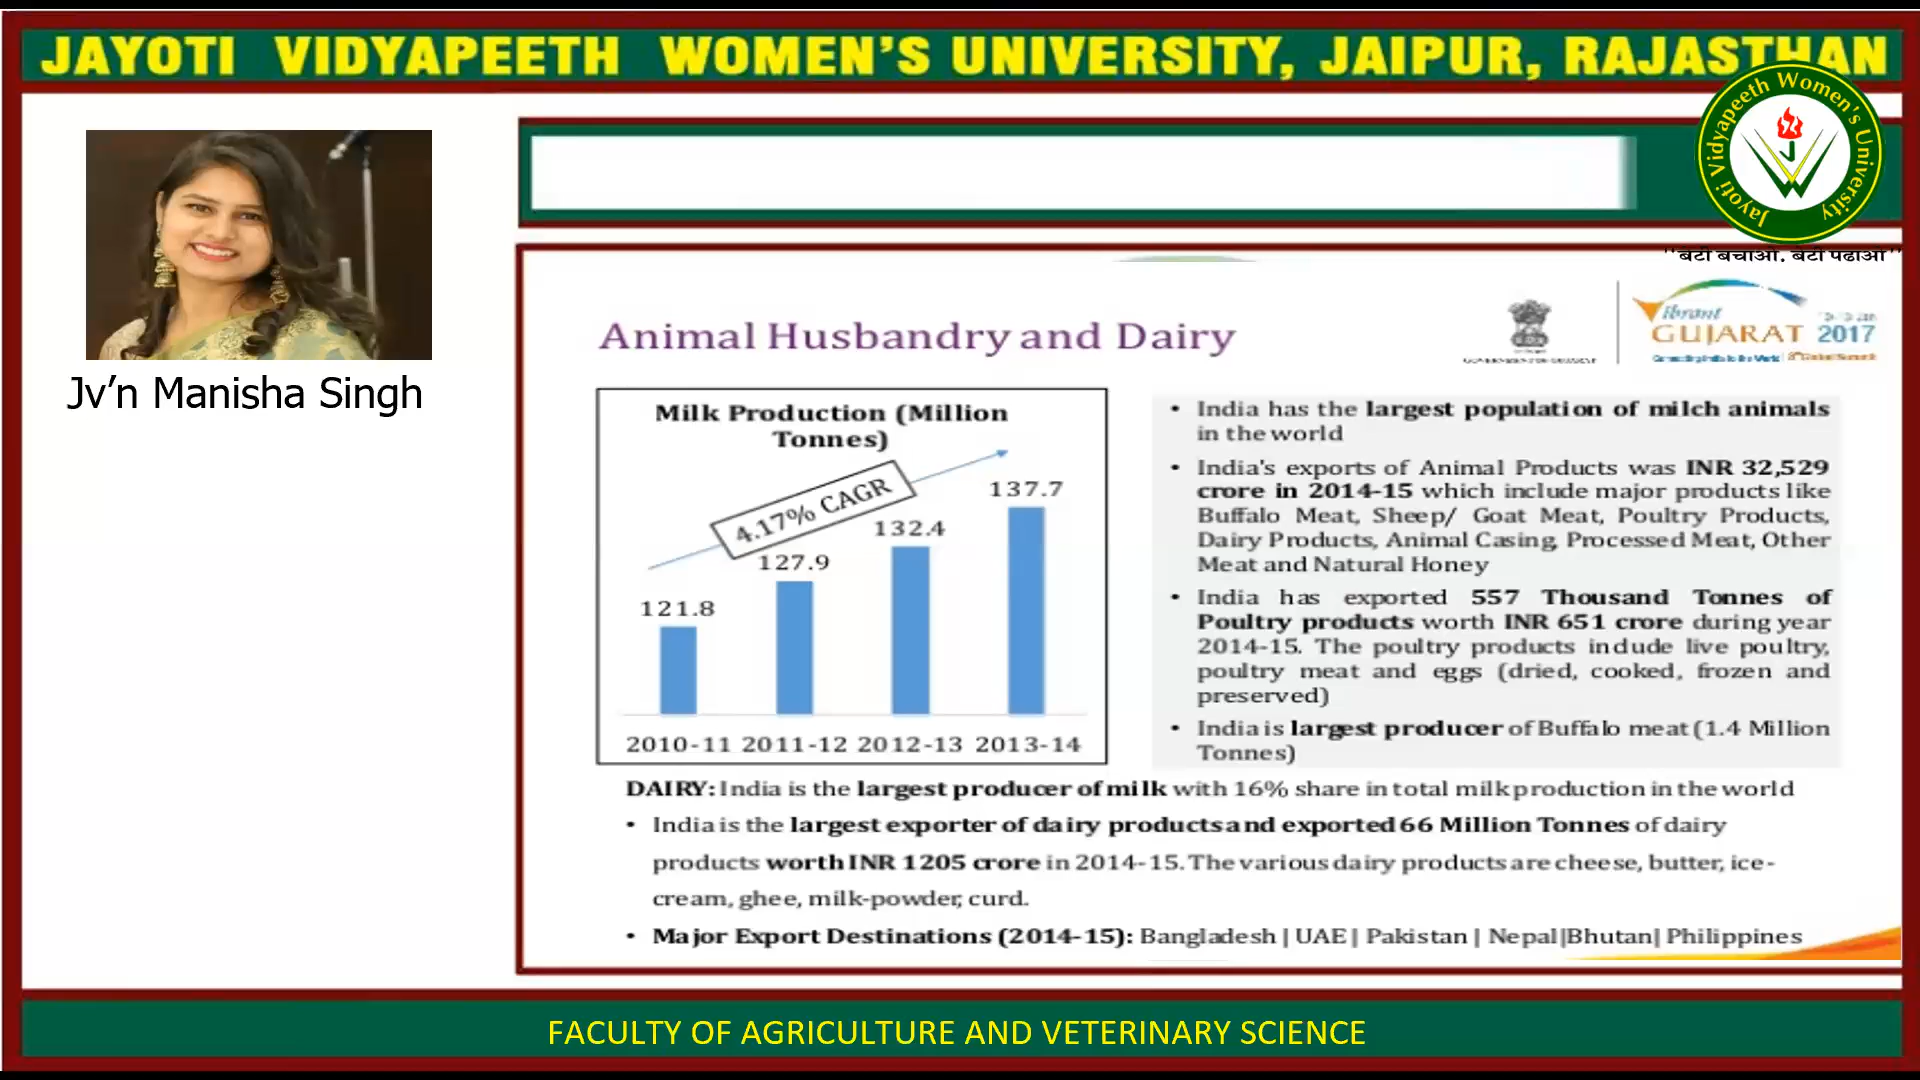 JAYOTI VIDYAPEETH WOMEN'S UNIVERSITY, JAIPUR, RAJASTHAN
Jayoti Vidyapeeth Women's University
"बेटी बचाओ, बेटी पढाओ"
Jv'n Manisha Singh
Animal Husbandry and Dairy
Vibrant
GUJARAT 2017
Milk Production (Million
Tonnes)
4.17% CAGR
121.8
127.9
132.4
137.7
2010-11 2011-12 2012-13 2013-14
• India has the largest population of milch animals
in the world
• India's exports of Animal Products was INR 32,529
crore in 2014-15 which include major products like
Buffalo Meat, Sheep/ Goat Meat, Poultry Products,
Dairy Products, Animal Casing, Processed Meat, Other
Meat and Natural Honey
• India has exported 557 Thousand Tonnes of
Poultry products worth INR 651 crore during year
2014-15. The poultry products include live poultry,
poultry meat and eggs (dried, cooked, frozen and
preserved)
• India is largest producer of Buffalo meat (1.4 Million
Tonnes)
DAIRY: India is the largest producer of milk with 16% share in total milk production in the world
• India is the largest exporter of dairy products and exported 66 Million Tonnes of dairy
products worth INR 1205 crore in 2014-15. The various dairy products are cheese, butter, ice-
cream, ghee, milk-powder, curd.
• Major Export Destinations (2014-15): Bangladesh | UAE | Pakistan | Nepal|Bhutan| Philippines
FACULTY OF AGRICULTURE AND VETERINARY SCIENCE